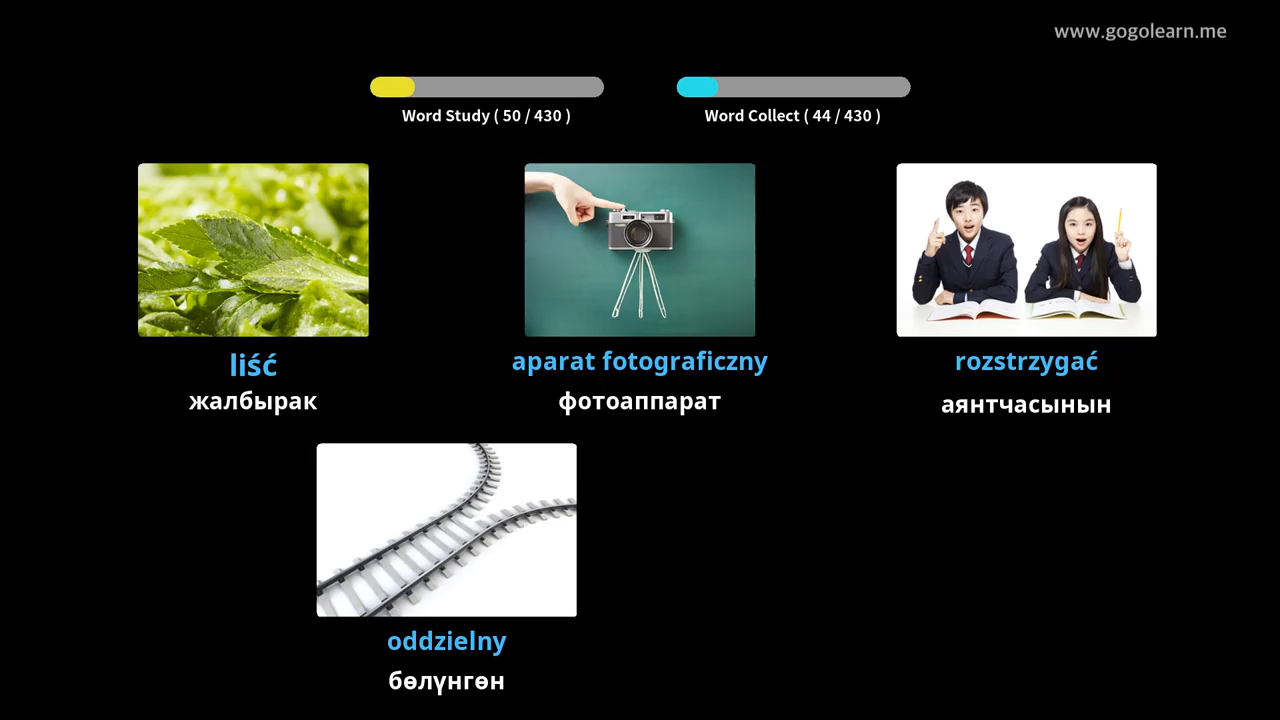 www.gogolearn.me
Word Study ( 50 / 430 )
Word Collect ( 44 / 430 )
liść
aparat fotograficzny
rozstrzygać
жалбырак
фотоаппарат
аянтчасынын
oddzielny
бөлүнгөн